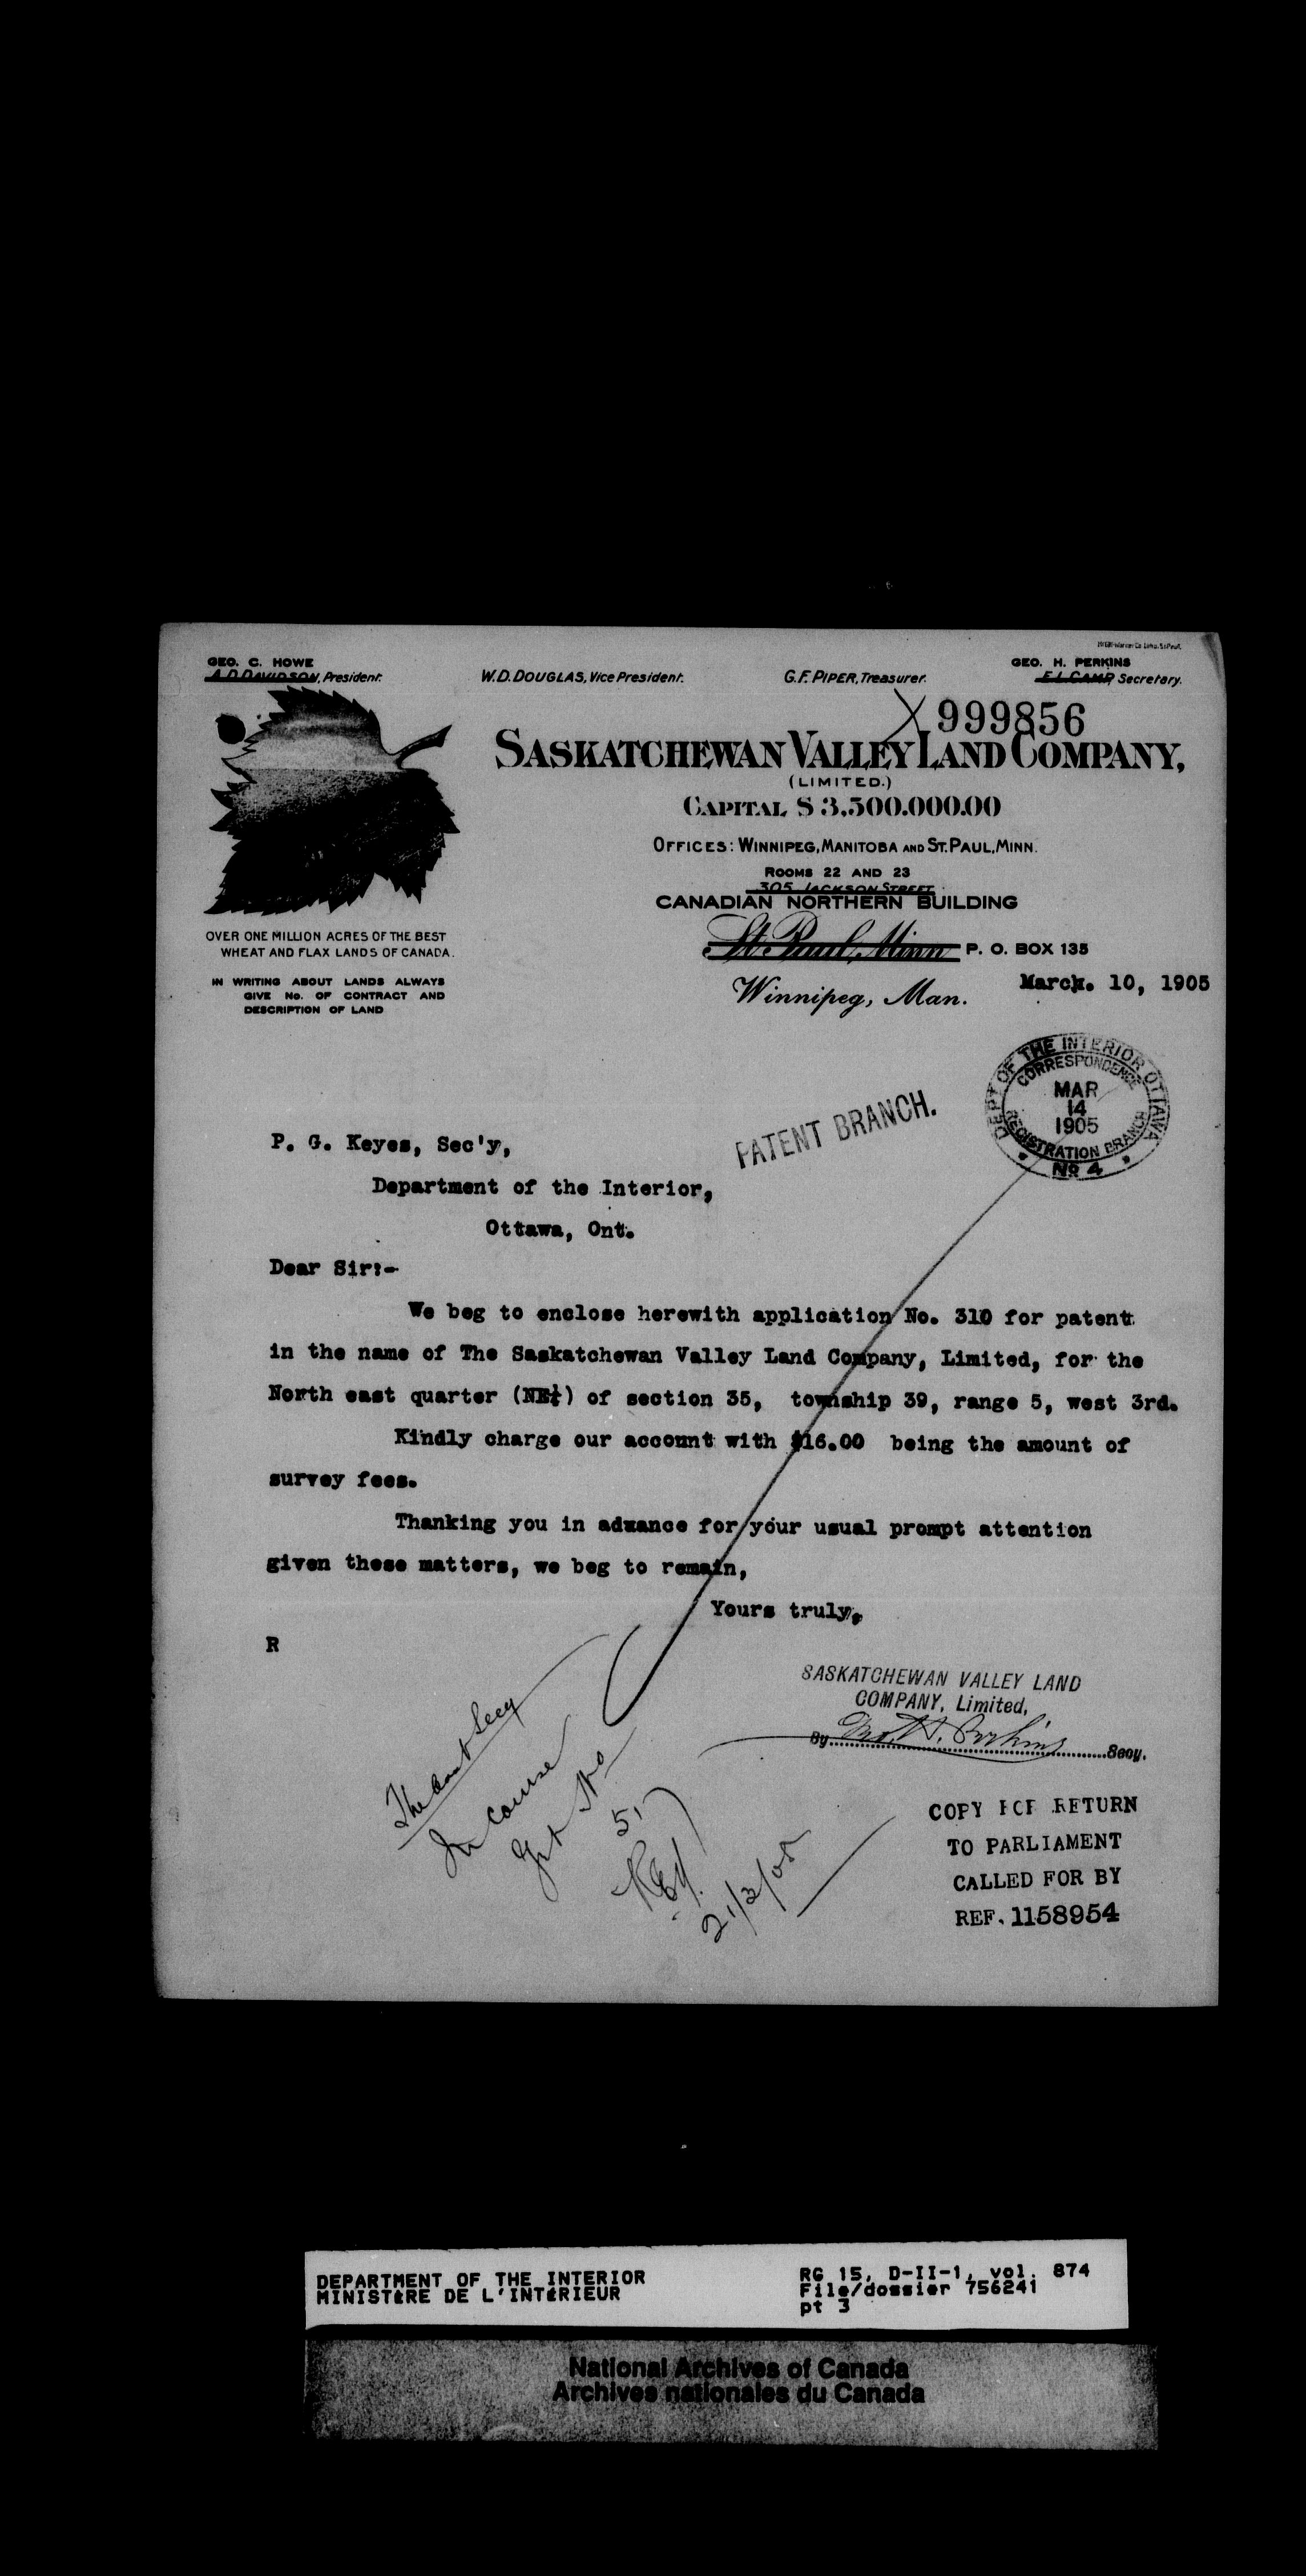 GEO. C. HOWE
A.D. DAVIDSON, President.
W.D. DOUGLAS, Vice President.
G.F. PIPER, Treasurer.
GEO. H. PERKINS
F.L. CAMP, Secretary.
X 999856
SASKATCHEWAN VALLEY LAND COMPANY,
(LIMITED.)
CAPITAL $ 3,500.000.00
OFFICES: WINNIPEG, MANITOBA AND ST. PAUL, MINN.
ROOMS 22 AND 23
305 JACKSON STREET
CANADIAN NORTHERN BUILDING
St. Paul, Minn P. O. BOX 135
Winnipeg, Man. March. 10, 1905
OVER ONE MILLION ACRES OF THE BEST
WHEAT AND FLAX LANDS OF CANADA.
IN WRITING ABOUT LANDS ALWAYS
GIVE No. OF CONTRACT AND
DESCRIPTION OF LAND
DEP'T OF THE INTERIOR OTTAWA
CORRESPONDENCE
MAR
14
1905
REGISTRATION BRANCH
No 4
PATENT BRANCH.
P. G. Keyes, Sec'y,
Department of the Interior,
Ottawa, Ont.
Dear Sir:-
We beg to enclose herewith application No. 310 for patent
in the name of The Saskatchewan Valley Land Company, Limited, for the
North east quarter (NE¼) of section 35, township 39, range 5, west 3rd.
Kindly charge our account with $16.00 being the amount of
survey fees.
Thanking you in advance for your usual prompt attention
given these matters, we beg to remain,
Yours truly,
R
SASKATCHEWAN VALLEY LAND
COMPANY, Limited,
By Geo. H. Perkins Secy.
The Secy
In course
5,
21/3/05
COPY FOR RETURN
TO PARLIAMENT
CALLED FOR BY
REF. 1158954
DEPARTMENT OF THE INTERIOR
MINISTÈRE DE L'INTÉRIEUR
RG 15, D-II-1, vol. 874
File/dossier 756241
pt 3
National Archives of Canada
Archives nationales du Canada